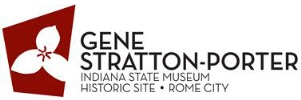 GENE
STRATTON-PORTER
INDIANA STATE MUSEUM
HISTORIC SITE • ROME CITY